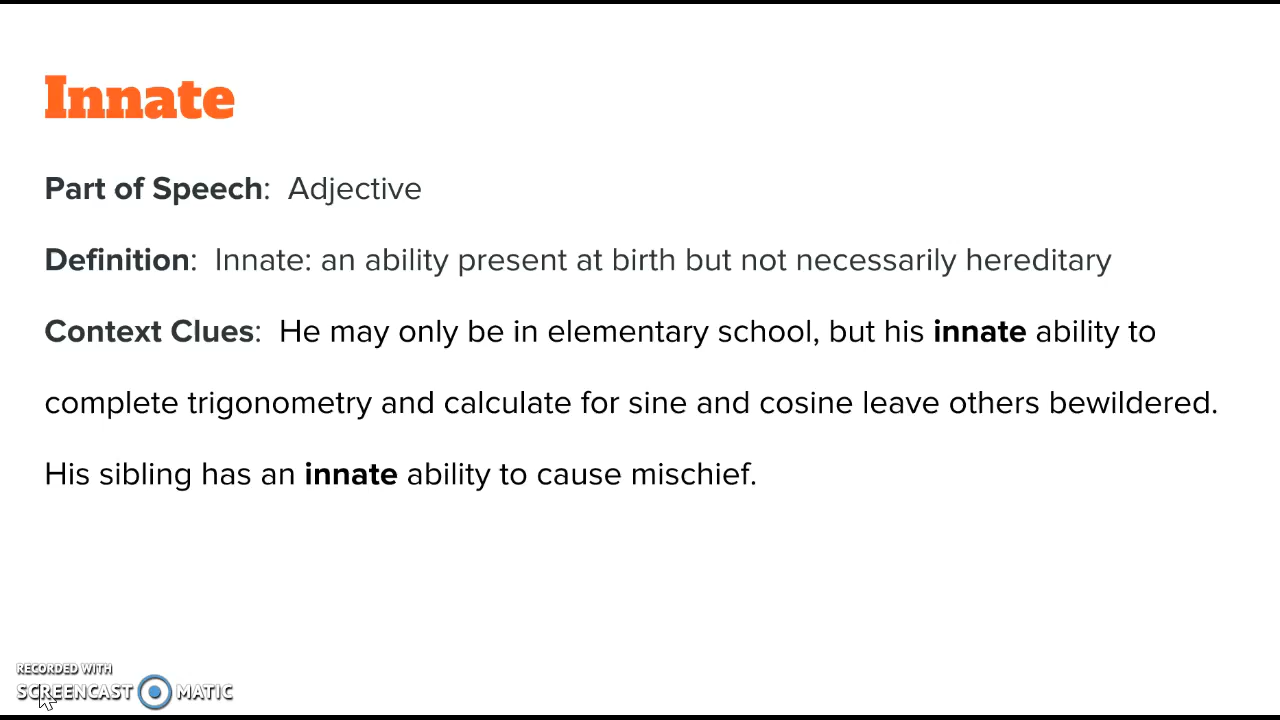 Innate
Part of Speech:  Adjective
Definition:  Innate: an ability present at birth but not necessarily hereditary
Context Clues:  He may only be in elementary school, but his innate ability to
complete trigonometry and calculate for sine and cosine leave others bewildered.
His sibling has an innate ability to cause mischief.
RECORDED WITH
SCREENCAST MATIC